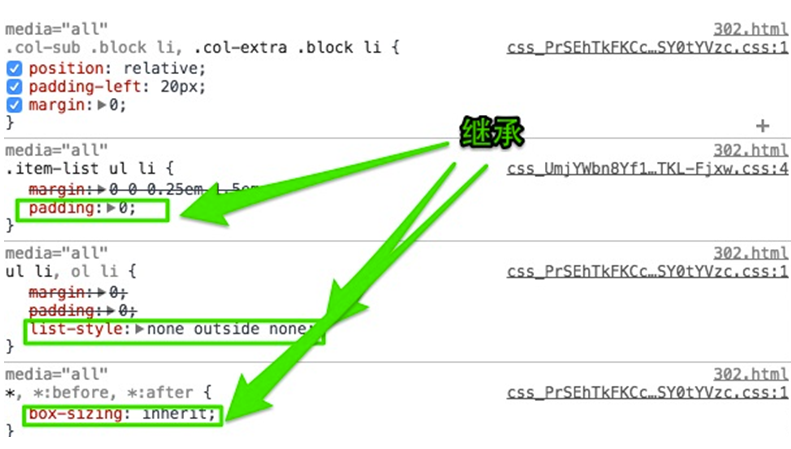 media="all" 302.html
.col-sub .block li, .col-extra .block li { css_PrSEhTkFKCc…SY0tYVzc.css:1
position: relative;
padding-left: 20px;
margin:▶0;
}
继承
media="all" 302.html
.item-list ul li { css_UmjYWbn8Yf1…TKL-Fjxw.css:4
margin:▶0 0 0.25em 1.5em
padding:▶0;
}
media="all" 302.html
ul li, ol li { css_PrSEhTkFKCc…SY0tYVzc.css:1
margin:▶0;
padding:▶0;
list-style:▶none outside none;
}
media="all" 302.html
*, *:before, *:after { css_PrSEhTkFKCc…SY0tYVzc.css:1
box-sizing: inherit;
}